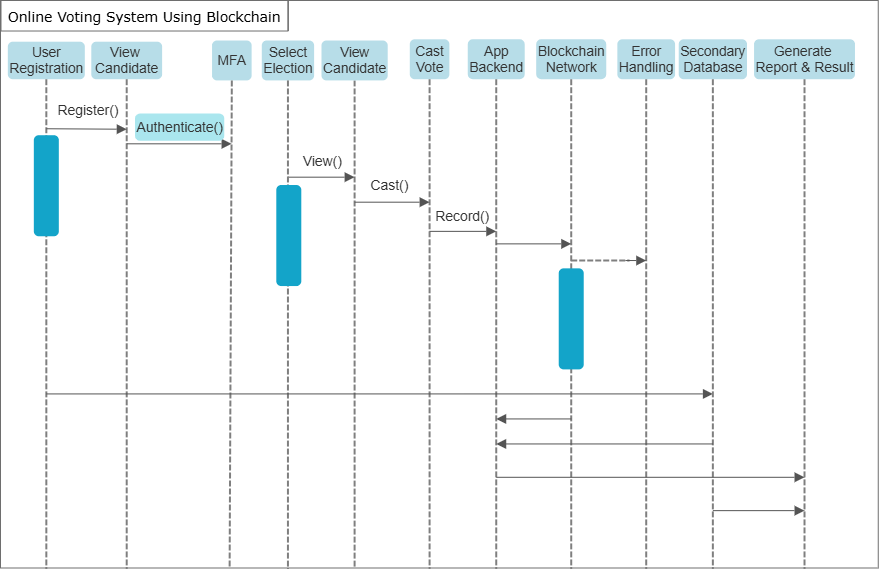 Online Voting System Using Blockchain
User
Registration
View
Candidate
MFA
Select
Election
View
Candidate
Cast
Vote
App
Backend
Blockchain
Network
Error
Handling
Secondary
Database
Generate
Report & Result
Register()
Authenticate()
View()
Cast()
Record()